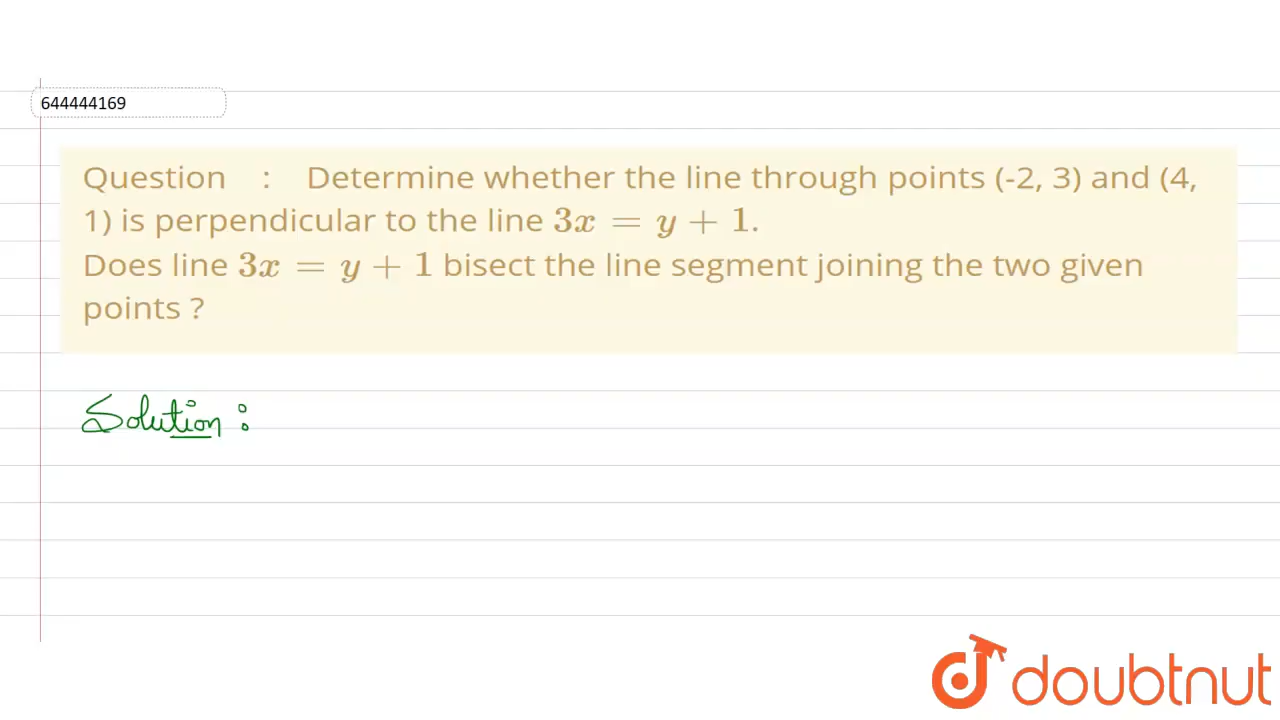 644444169
Question : Determine whether the line through points (-2, 3) and (4,
1) is perpendicular to the line 3x = y + 1.
Does line 3x = y + 1 bisect the line segment joining the two given
points ?
Solution :
doubtnut